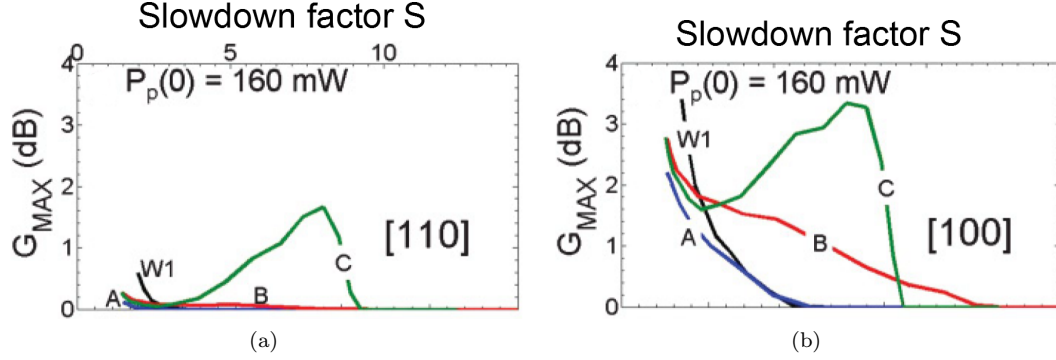 Slowdown factor S
0 5 10
4
3
2
1
0
G_MAX (dB)
P_p(0) = 160 mW
W1
A
B
C
[110]
(a)
Slowdown factor S
4
3
2
1
0
G_MAX (dB)
P_p(0) = 160 mW
W1
A
B
C
[100]
(b)